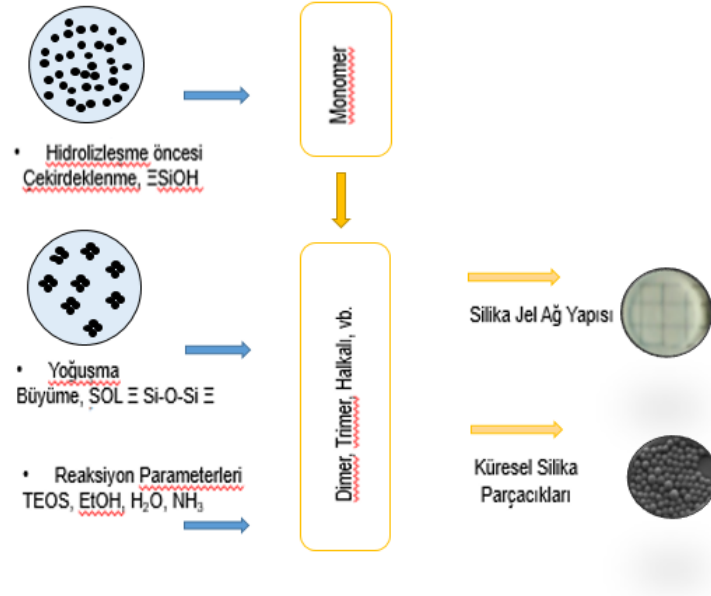 Monomer
• Hidrolizleşme öncesi
Çekirdeklenme, ΞSiOH
• Yoğuşma
Büyüme, SOL Ξ Si-O-Si Ξ
• Reaksiyon Parameterleri
TEOS, EtOH, H₂O, NH₃
Dimer, Trimer, Halkalı, vb.
Silika Jel Ağ Yapısı
Küresel Silika
Parçacıkları